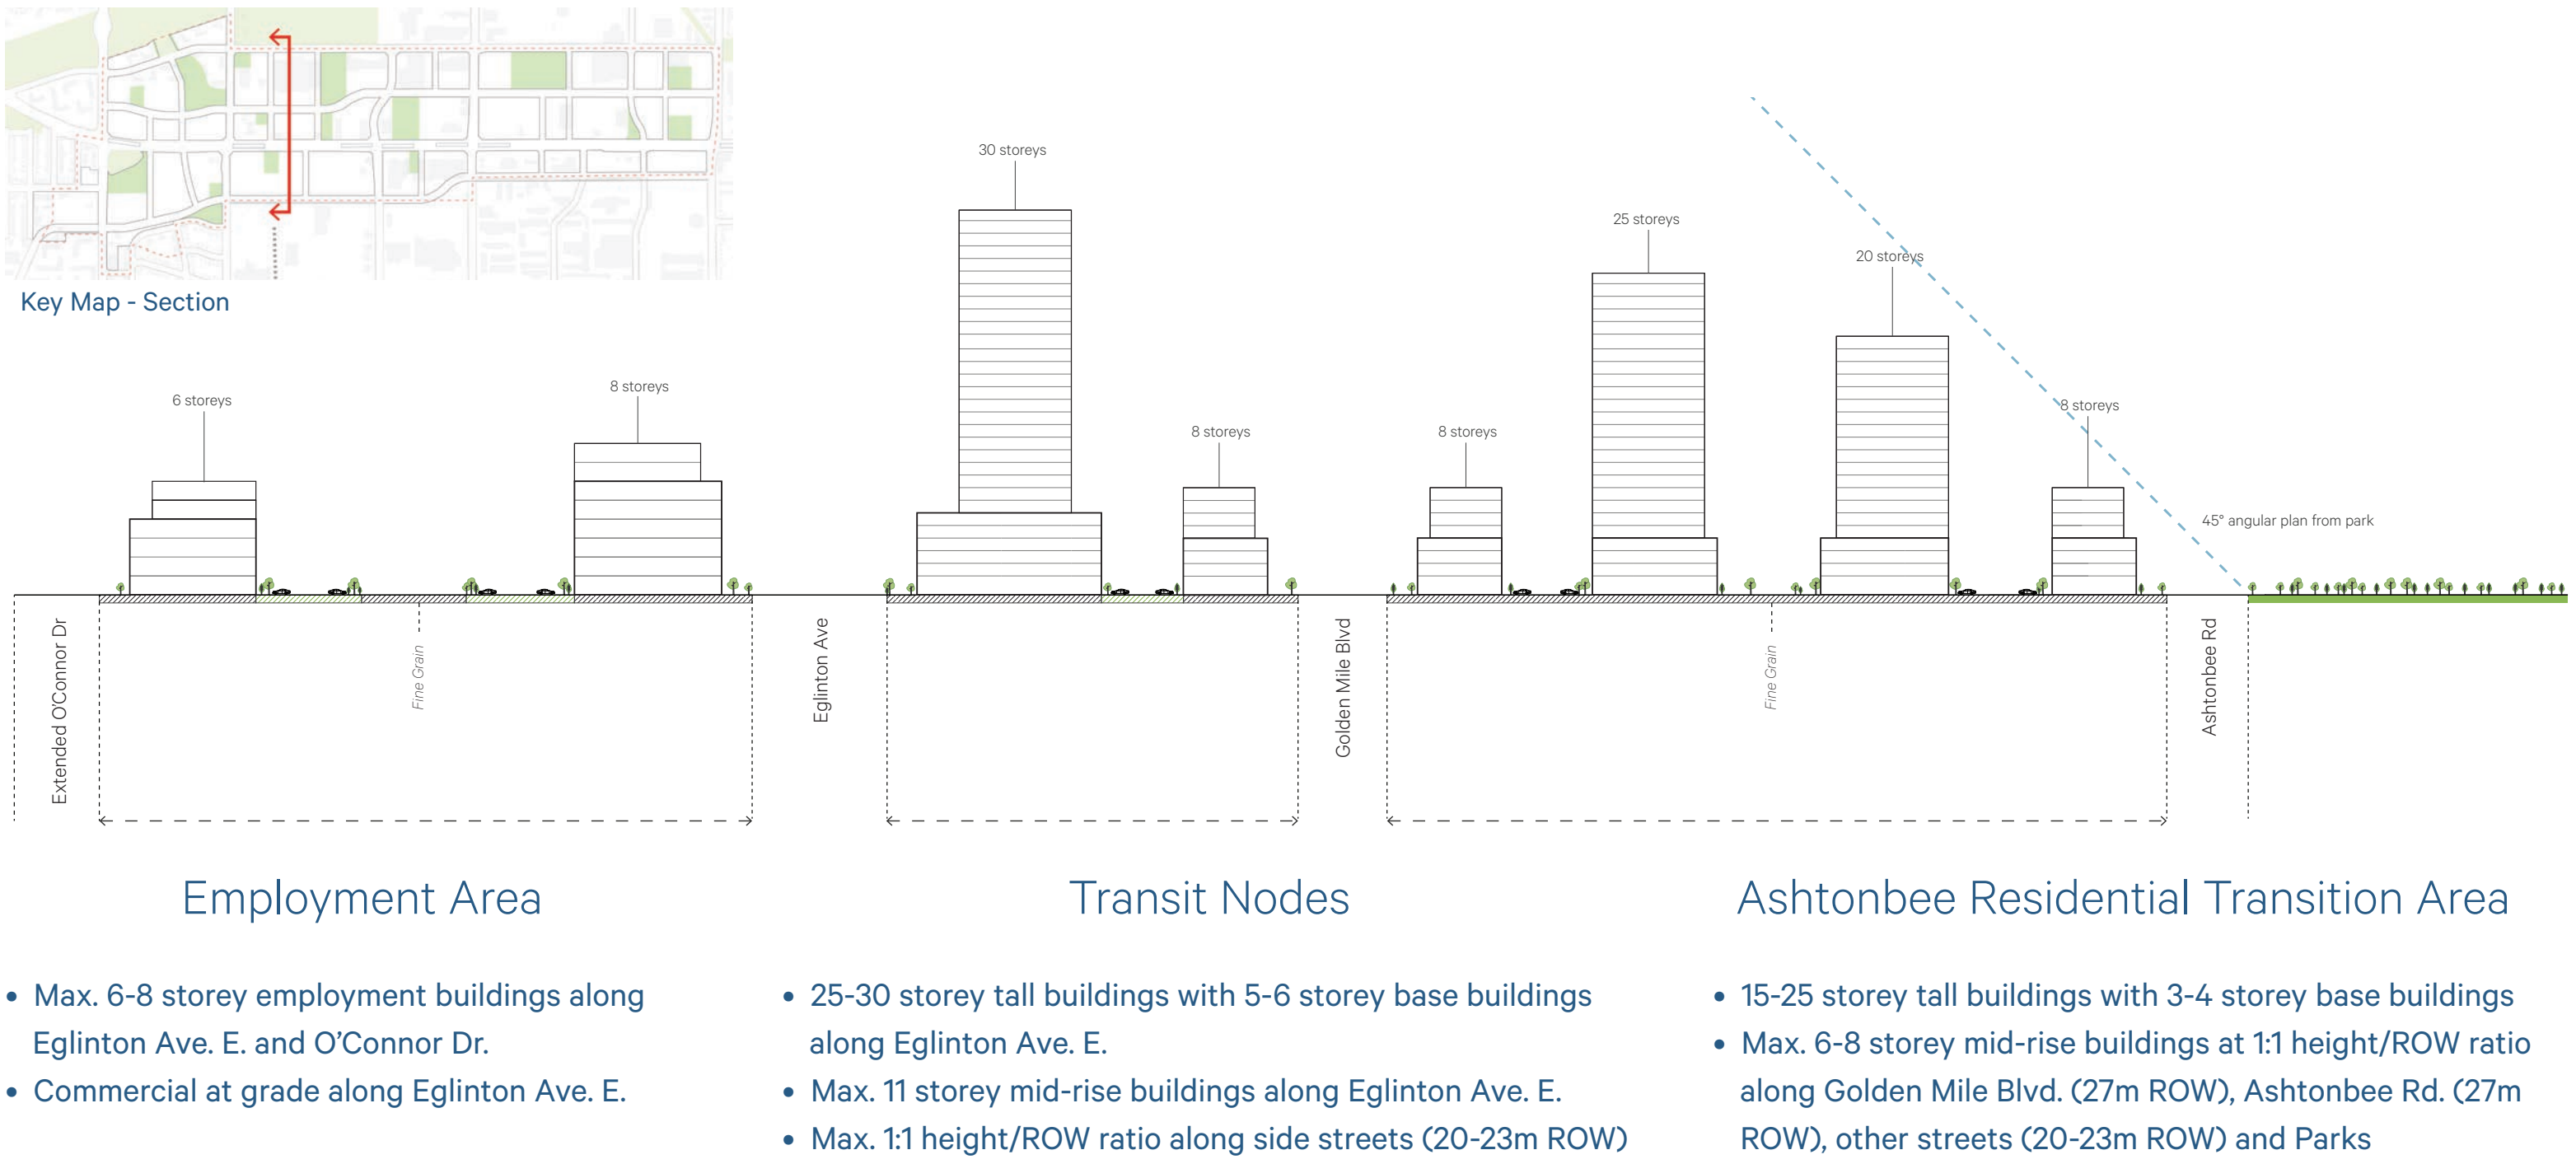 Key Map - Section
6 storeys
8 storeys
30 storeys
8 storeys
8 storeys
25 storeys
20 storeys
8 storeys
45° angular plan from park
Extended O'Connor Dr
Fine Grain
Eglinton Ave
Golden Mile Blvd
Fine Grain
Ashtonbee Rd
Employment Area
• Max. 6-8 storey employment buildings along
Eglinton Ave. E. and O’Connor Dr.
• Commercial at grade along Eglinton Ave. E.
Transit Nodes
• 25-30 storey tall buildings with 5-6 storey base buildings
along Eglinton Ave. E.
• Max. 11 storey mid-rise buildings along Eglinton Ave. E.
• Max. 1:1 height/ROW ratio along side streets (20-23m ROW)
Ashtonbee Residential Transition Area
• 15-25 storey tall buildings with 3-4 storey base buildings
• Max. 6-8 storey mid-rise buildings at 1:1 height/ROW ratio
along Golden Mile Blvd. (27m ROW), Ashtonbee Rd. (27m
ROW), other streets (20-23m ROW) and Parks